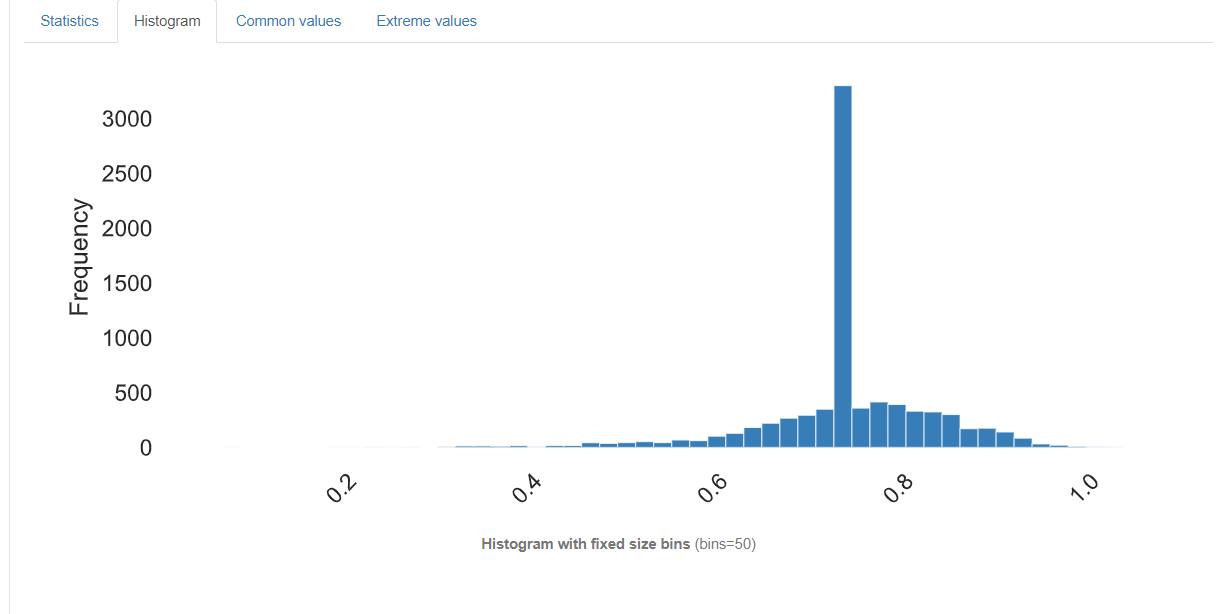 Statistics Histogram Common values Extreme values
3000
2500
2000
1500
1000
500
0
Frequency
0.2 0.4 0.6 0.8 1.0
Histogram with fixed size bins (bins=50)